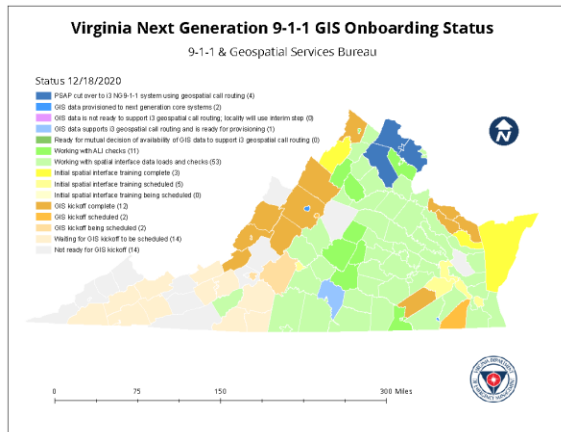 Virginia Next Generation 9-1-1 GIS Onboarding Status
9-1-1 & Geospatial Services Bureau
Status 12/18/2020
PSAP cut over to i3 NG9-1-1 system using geospatial call routing (4)
GIS data provisioned to next generation core systems (2)
GIS data is not ready to support i3 geospatial call routing; locality will use interim step (0)
GIS data supports i3 geospatial call routing and is ready for provisioning (1)
Ready for mutual decision of availability of GIS data to support i3 geospatial call routing (0)
Working with ALI checks (11)
Working with spatial interface data loads and checks (53)
Initial spatial interface training complete (3)
Initial spatial interface training scheduled (5)
Initial spatial interface training being scheduled (0)
GIS kickoff complete (12)
GIS kickoff scheduled (2)
GIS kickoff being scheduled (2)
Waiting for GIS kickoff to be scheduled (14)
Not ready for GIS kickoff (14)
N
0 75 150 300 Miles